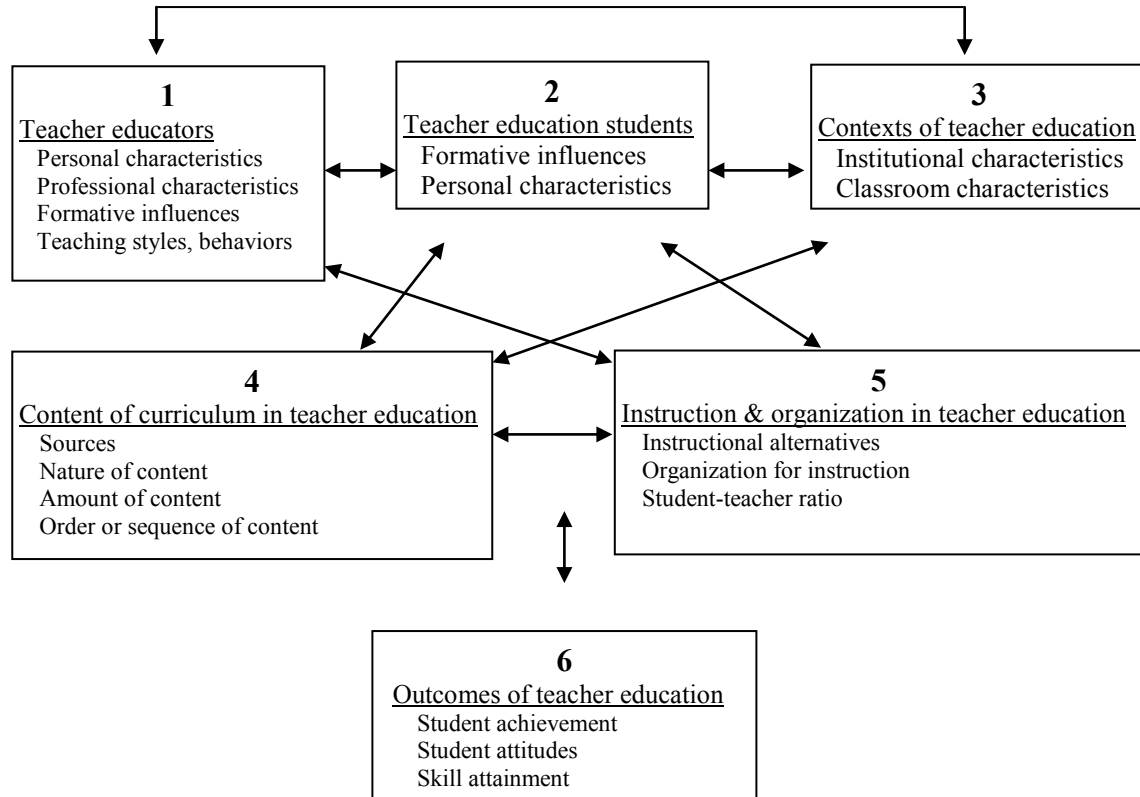 1
Teacher educators
Personal characteristics
Professional characteristics
Formative influences
Teaching styles, behaviors
2
Teacher education students
Formative influences
Personal characteristics
3
Contexts of teacher education
Institutional characteristics
Classroom characteristics
4
Content of curriculum in teacher education
Sources
Nature of content
Amount of content
Order or sequence of content
5
Instruction & organization in teacher education
Instructional alternatives
Organization for instruction
Student-teacher ratio
6
Outcomes of teacher education
Student achievement
Student attitudes
Skill attainment